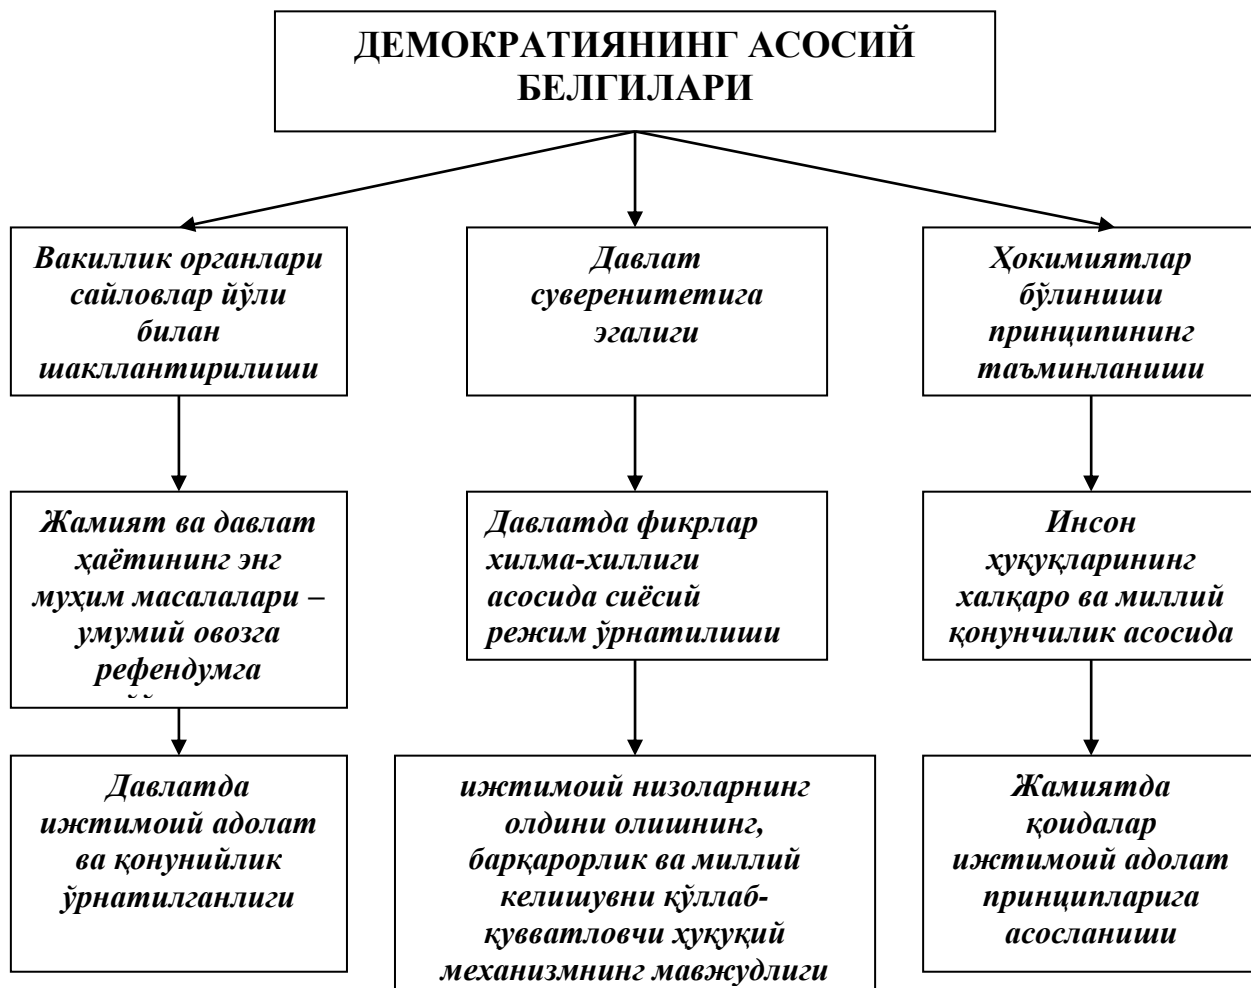 ДЕМОКРАТИЯНИНГ АСОСИЙ
БЕЛГИЛАРИ
Вакиллик органлари
сайловлар йўли
билан
шакллантирилиши
Давлат
суверенитетига
эгалиги
Ҳокимиятлар
бўлиниши
принципининг
таъминланиши
Жамият ва давлат
ҳаётининг энг
муҳим масалалари –
умумий овозга
рефендумга
Давлатда фикрлар
хилма-хиллиги
асосида сиёсий
режим ўрнатилиши
Инсон
ҳуқуқларининг
халқаро ва миллий
қонунчилик асосида
Давлатда
ижтимоий адолат
ва қонунийлик
ўрнатилганлиги
ижтимоий низоларнинг
олдини олишнинг,
барқарорлик ва миллий
келишувни қўллаб-
қувватловчи ҳуқуқий
механизмнинг мавжудлиги
Жамиятда
қоидалар
ижтимоий адолат
принципларига
асосланиши